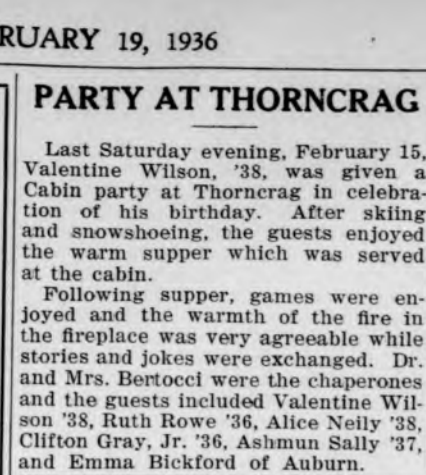 RUARY 19, 1936
PARTY AT THORNCRAG
Last Saturday evening, February 15,
Valentine Wilson, '38, was given a
Cabin party at Thorncrag in celebra-
tion of his birthday. After skiing
and snowshoeing, the guests enjoyed
the warm supper which was served
at the cabin.
Following supper, games were en-
joyed and the warmth of the fire in
the fireplace was very agreeable while
stories and jokes were exchanged. Dr.
and Mrs. Bertocci were the chaperones
and the guests included Valentine Wil-
son '38, Ruth Rowe '36, Alice Neily '38,
Clifton Gray, Jr. '36, Ashmun Sally '37,
and Emma Bickford of Auburn.